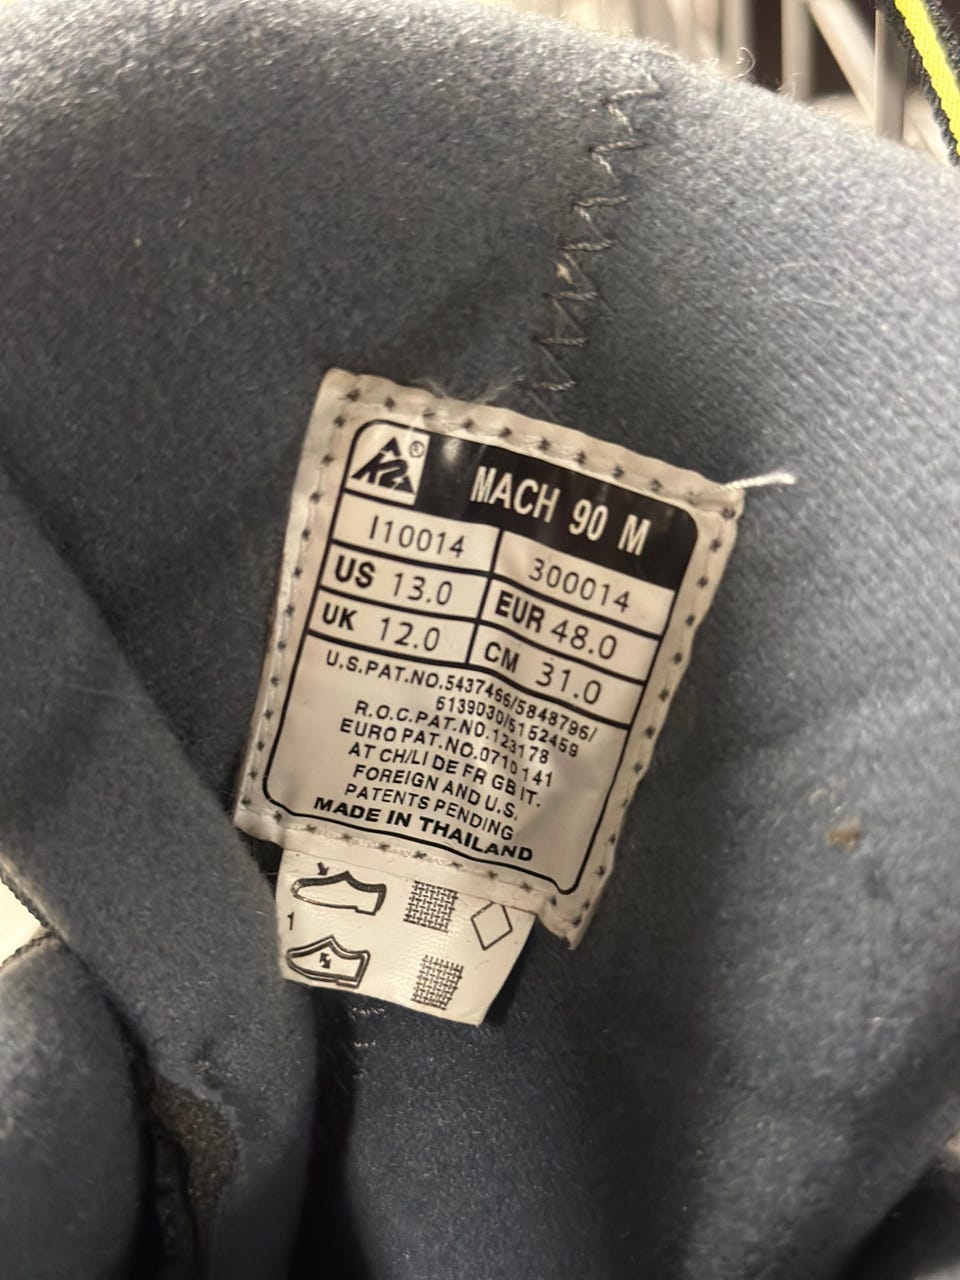 K2 ®
MACH 90 M
I10014 300014
US 13.0 EUR 48.0
UK 12.0 CM 31.0
U.S.PAT.NO.5437466/5848796/
6139030/6152459
R.O.C.PAT.NO.123178
EURO PAT.NO.0710141
AT CH/LI DE FR GB IT.
FOREIGN AND U.S.
PATENTS PENDING
MADE IN THAILAND
1